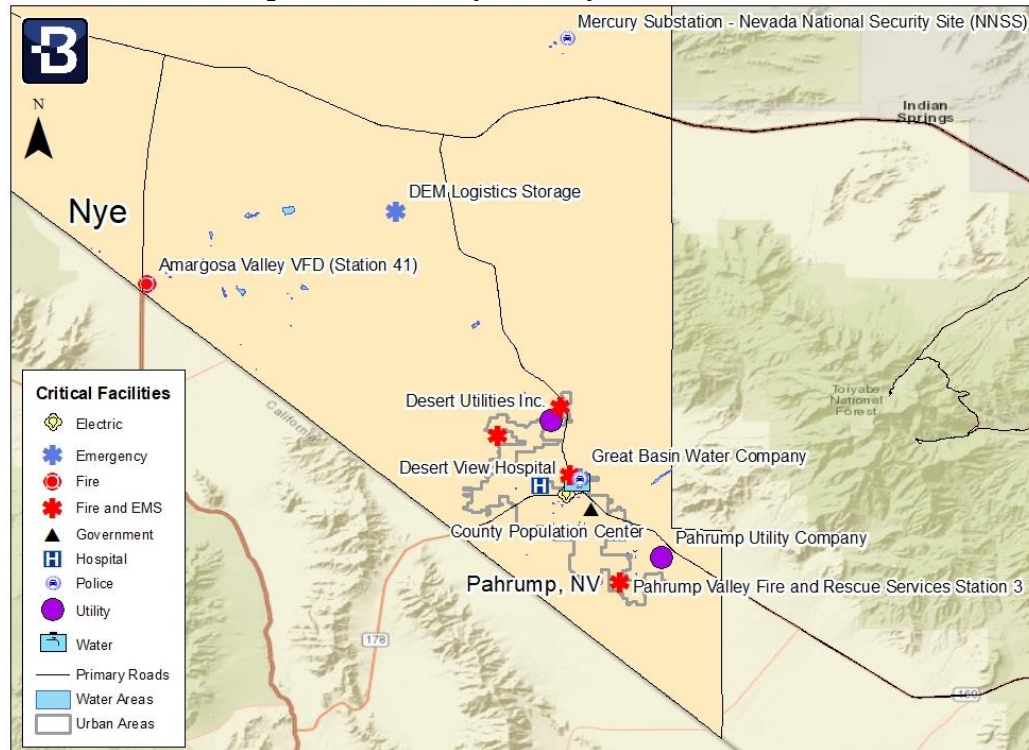 Mercury Substation - Nevada National Security Site (NNSS)
B
N
Indian
Springs
DEM Logistics Storage
Nye
Amargosa Valley VFD (Station 41)
Toiyabe
National
Forest
California
Desert Utilities Inc.
Great Basin Water Company
Desert View Hospital
H
County Population Center
Pahrump Utility Company
Pahrump, NV
Pahrump Valley Fire and Rescue Services Station 3
178
160
Critical Facilities
Electric
Emergency
Fire
Fire and EMS
Government
H Hospital
Police
Utility
Water
Primary Roads
Water Areas
Urban Areas